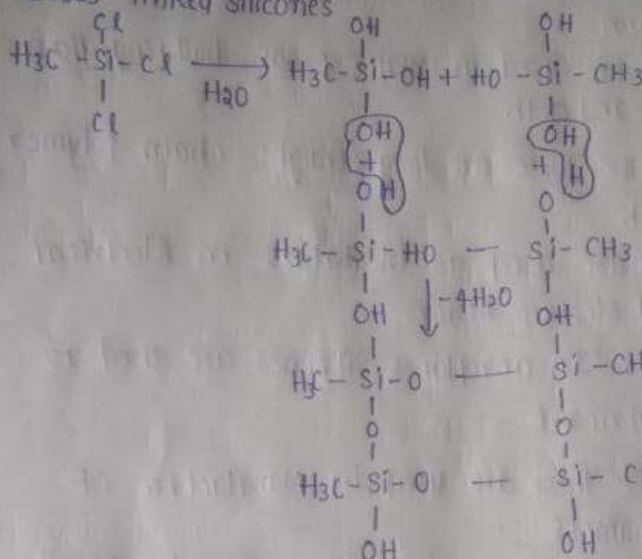 linked silicones
Cl OH OH
H3C - Si - Cl → H3C - Si - OH + HO - Si - CH3
H2O
Cl OH OH
+ + H
OH O
H3C - Si - HO — Si - CH3
OH ↓ -4H2O OH
H3C - Si - O — Si - CH
O O
H3C - Si - O — Si - C
OH OH